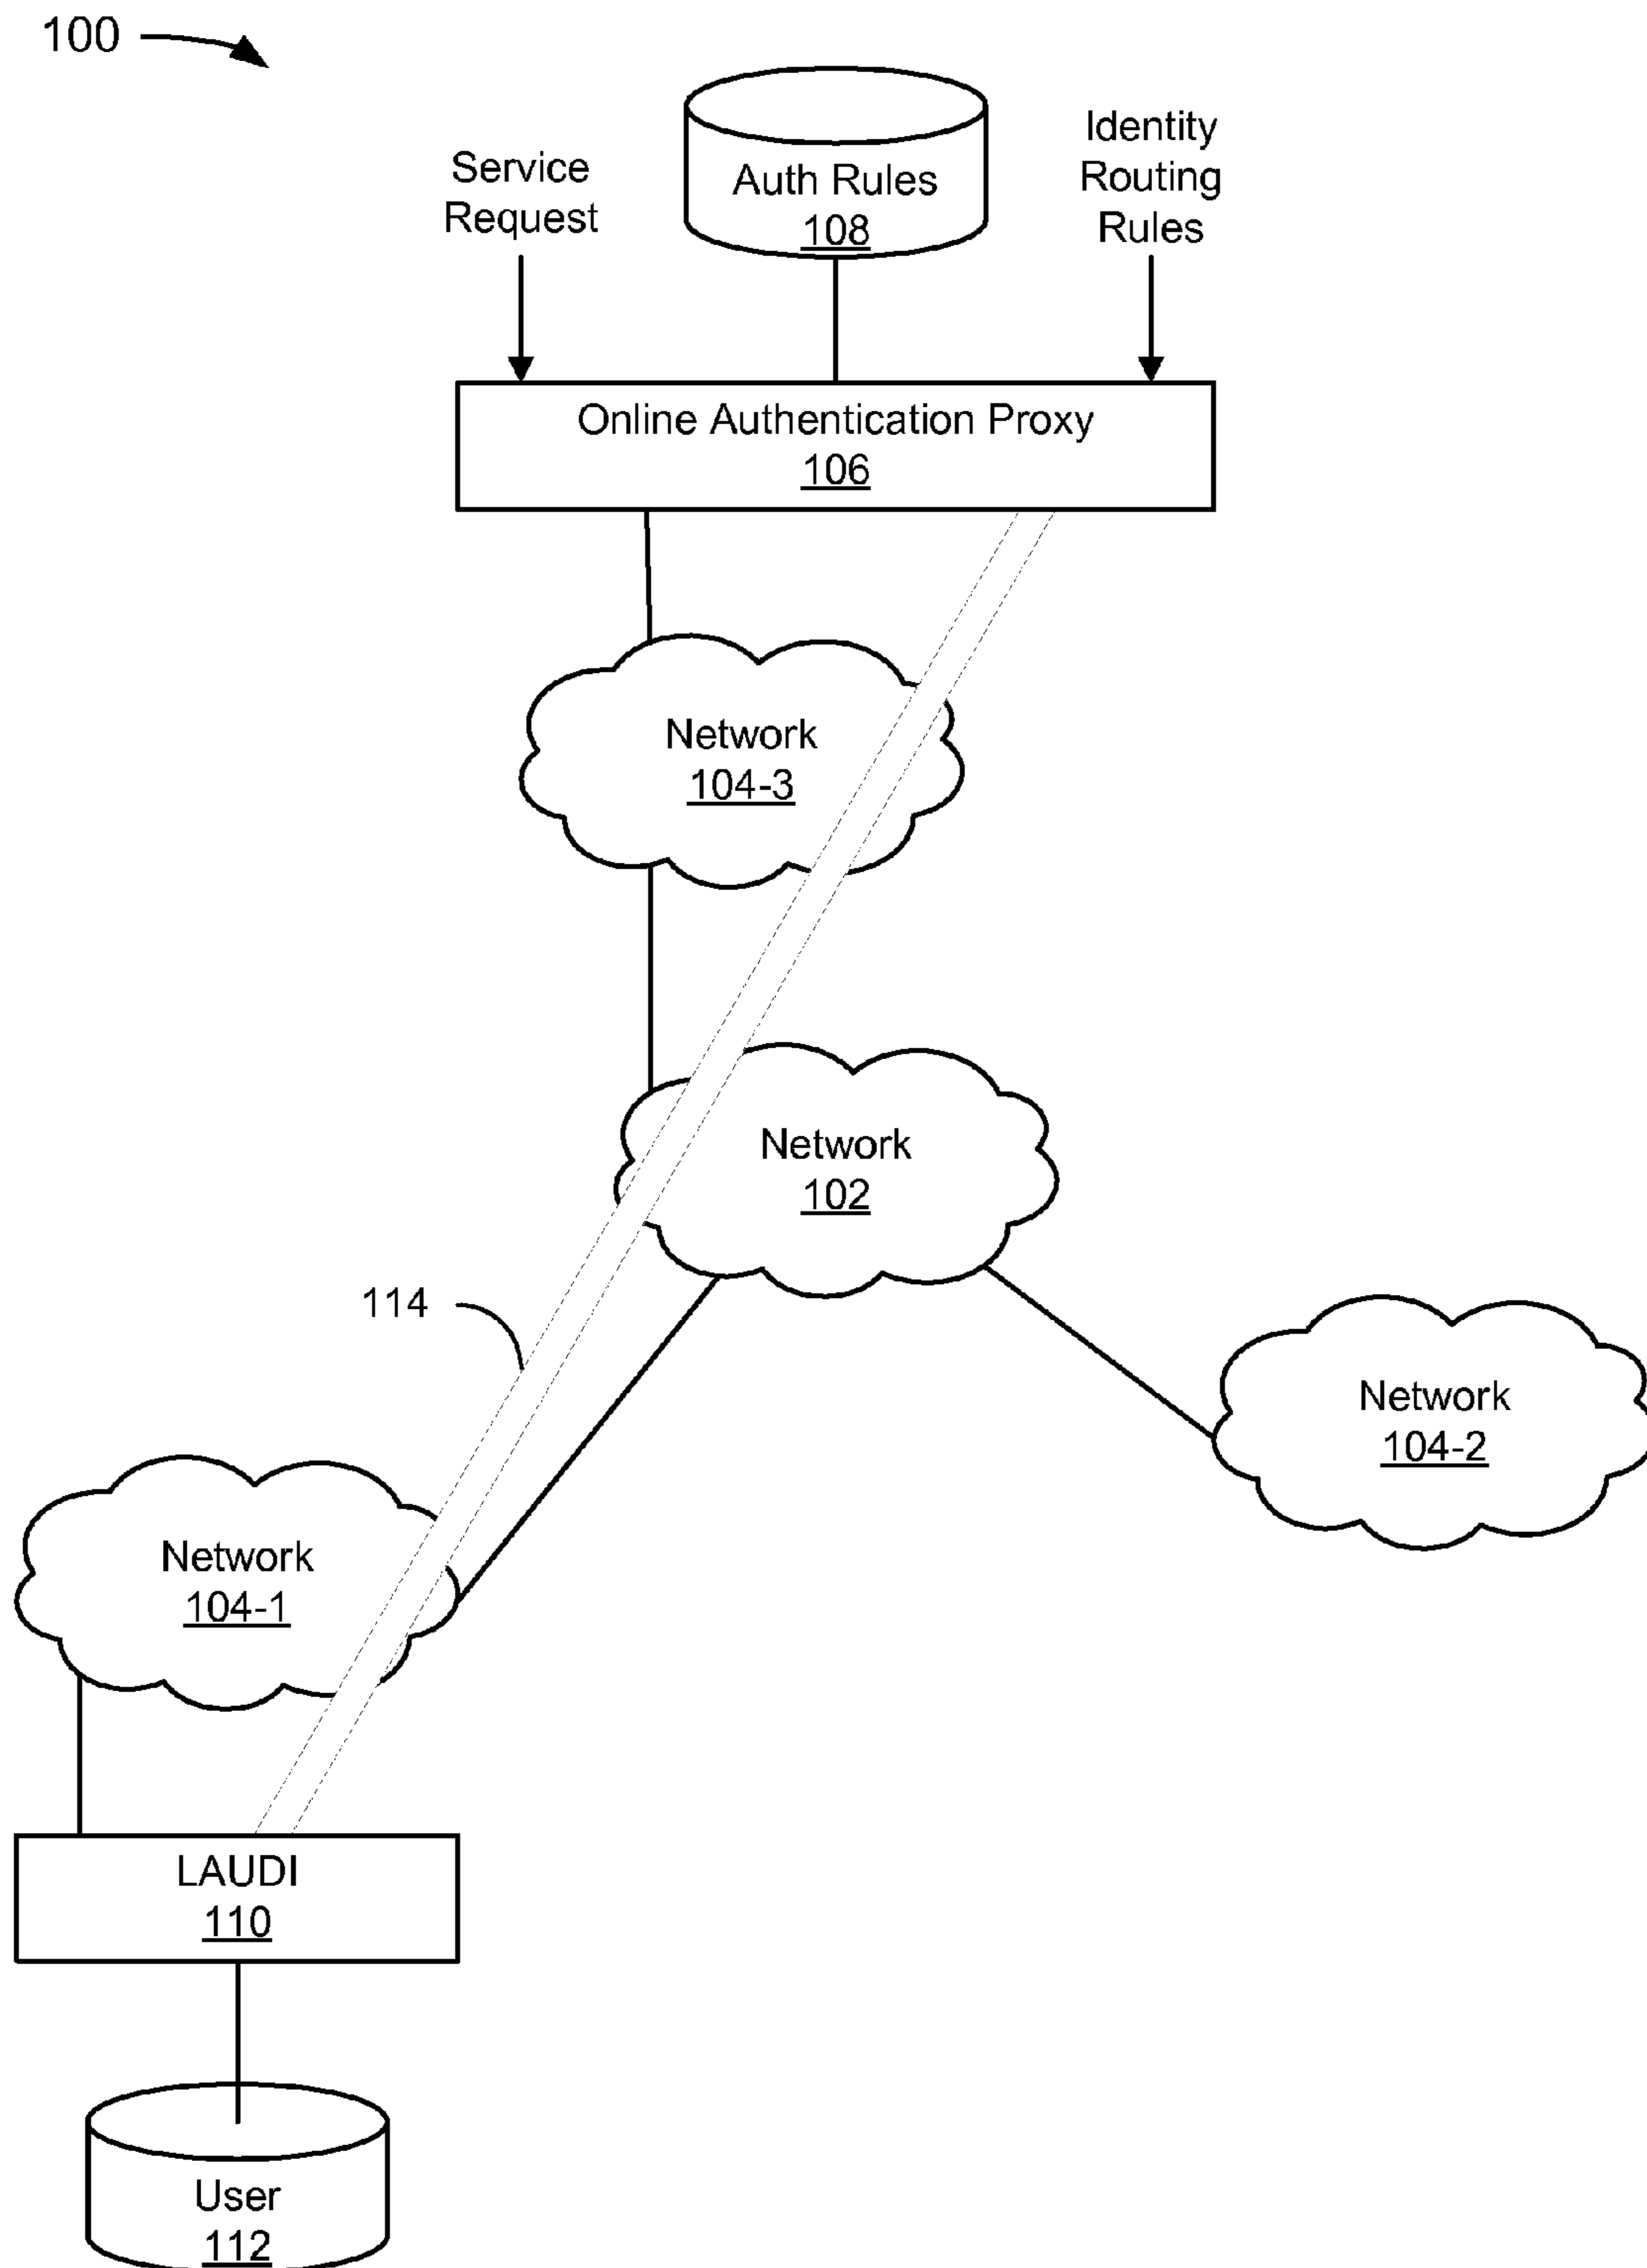 100
Service
Request
Auth Rules
108
Identity
Routing
Rules
Online Authentication Proxy
106
Network
104-3
Network
102
114
Network
104-2
Network
104-1
LAUDI
110
User
112